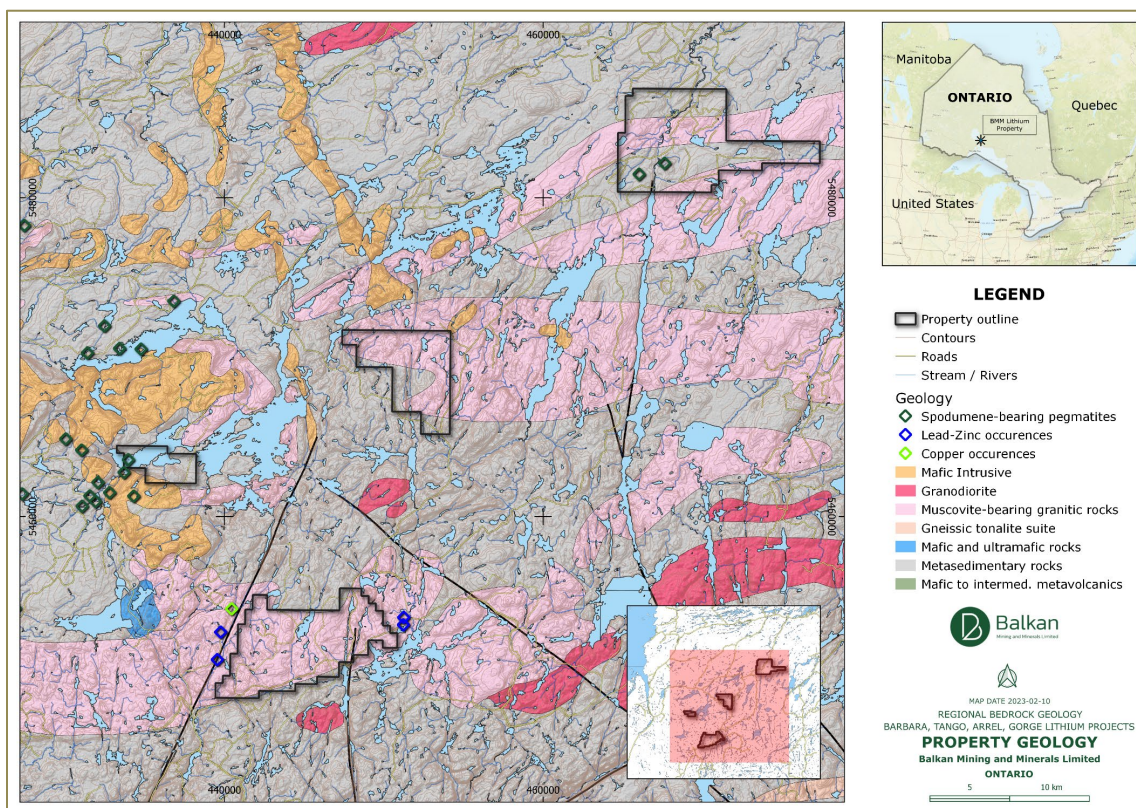 440000
460000
5480000
5480000
5460000
5460000
440000
460000
Manitoba
ONTARIO
Quebec
BMM Lithium
Property
United States
LEGEND
Property outline
Contours
Roads
Stream / Rivers
Geology
Spodumene-bearing pegmatites
Lead-Zinc occurences
Copper occurences
Mafic Intrusive
Granodiorite
Muscovite-bearing granitic rocks
Gneissic tonalite suite
Mafic and ultramafic rocks
Metasedimentary rocks
Mafic to intermed. metavolcanics
Balkan
Mining and Minerals Limited
MAP DATE 2023-02-10
REGIONAL BEDROCK GEOLOGY
BARBARA, TANGO, ARREL, GORGE LITHIUM PROJECTS
PROPERTY GEOLOGY
Balkan Mining and Minerals Limited
ONTARIO
5 10 km